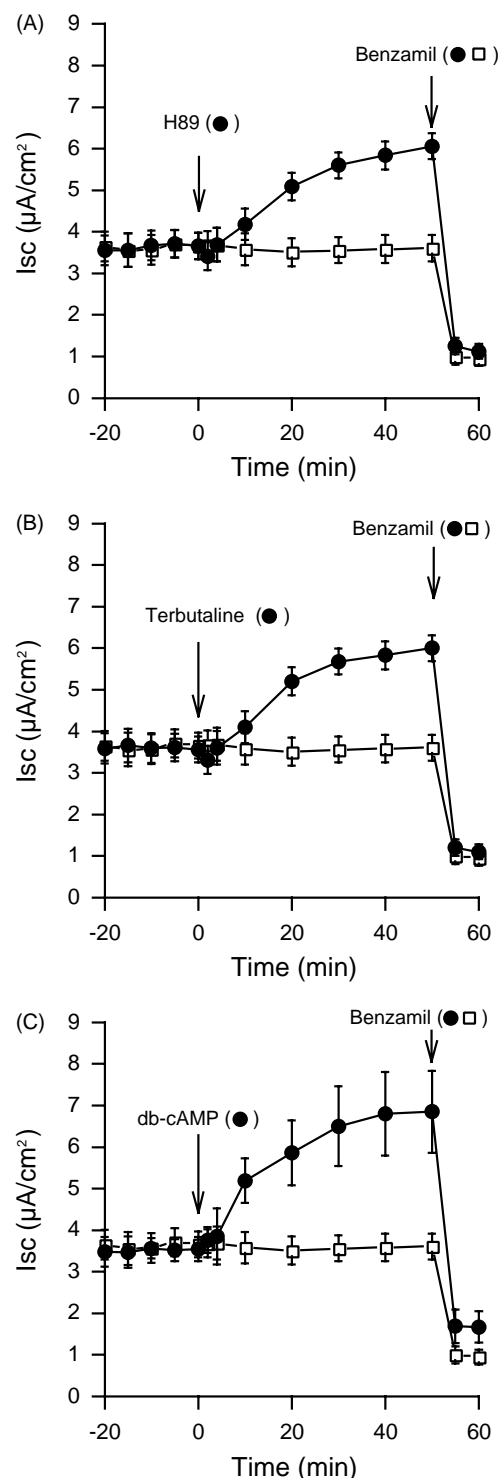 (A)
9
8
7
6
5
4
3
2
1
0
Isc (µA/cm²)
H89 (●)
Benzamil (●□)
-20 0 20 40 60
Time (min)
(B)
9
8
7
6
5
4
3
2
1
0
Isc (µA/cm²)
Terbutaline (●)
Benzamil (●□)
-20 0 20 40 60
Time (min)
(C)
9
8
7
6
5
4
3
2
1
0
Isc (µA/cm²)
db-cAMP (●)
Benzamil (●□)
-20 0 20 40 60
Time (min)